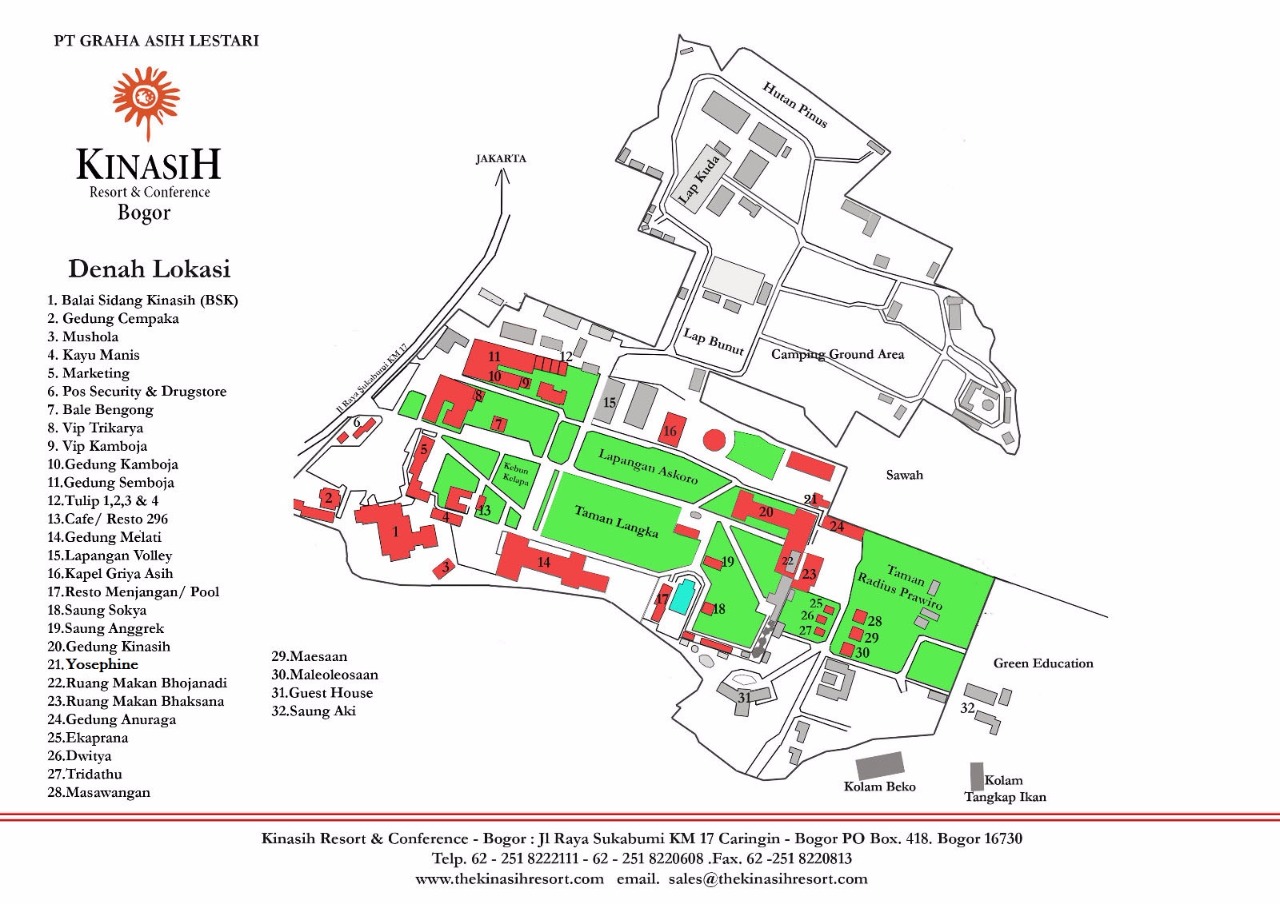 PT GRAHA ASIH LESTARI
KINASIH
Resort & Conference
Bogor
Denah Lokasi
1. Balai Sidang Kinasih (BSK)
2. Gedung Cempaka
3. Mushola
4. Kayu Manis
5. Marketing
6. Pos Security & Drugstore
7. Bale Bengong
8. Vip Trikarya
9. Vip Kamboja
10.Gedung Kamboja
11.Gedung Semboja
12.Tulip 1,2,3 & 4
13.Cafe/ Resto 296
14.Gedung Melati
15.Lapangan Volley
16.Kapel Griya Asih
17.Resto Menjangan/ Pool
18.Saung Sokya
19.Saung Anggrek
20.Gedung Kinasih
21.Yosephine
22.Ruang Makan Bhojanadi
23.Ruang Makan Bhaksana
24.Gedung Anuraga
25.Ekaprana
26.Dwitya
27.Tridathu
28.Masawangan
29.Maesaan
30.Maleoleosaan
31.Guest House
32.Saung Aki
JAKARTA
Jl Raya Sukabungi KM 17
Hutan Pinus
Lap Kuda
Lap Bunut
Camping Ground Area
11
12
10
9
8
7
6
5
15
16
Sawah
Lapangan Askoro
Kebun
Kelapa
2
1
4
13
3
14
Taman Langka
20
21
24
22
23
19
18
17
Taman
Radius Prawiro
25
26
27
28
29
30
31
Green Education
32
Kolam Beko
Kolam
Tangkap Ikan
Kinasih Resort & Conference - Bogor : Jl Raya Sukabumi KM 17 Caringin - Bogor PO Box. 418. Bogor 16730
Telp. 62 - 251 8222111 - 62 - 251 8220608 .Fax. 62 -251 8220813
www.thekinasihresort.com email. sales@thekinasihresort.com